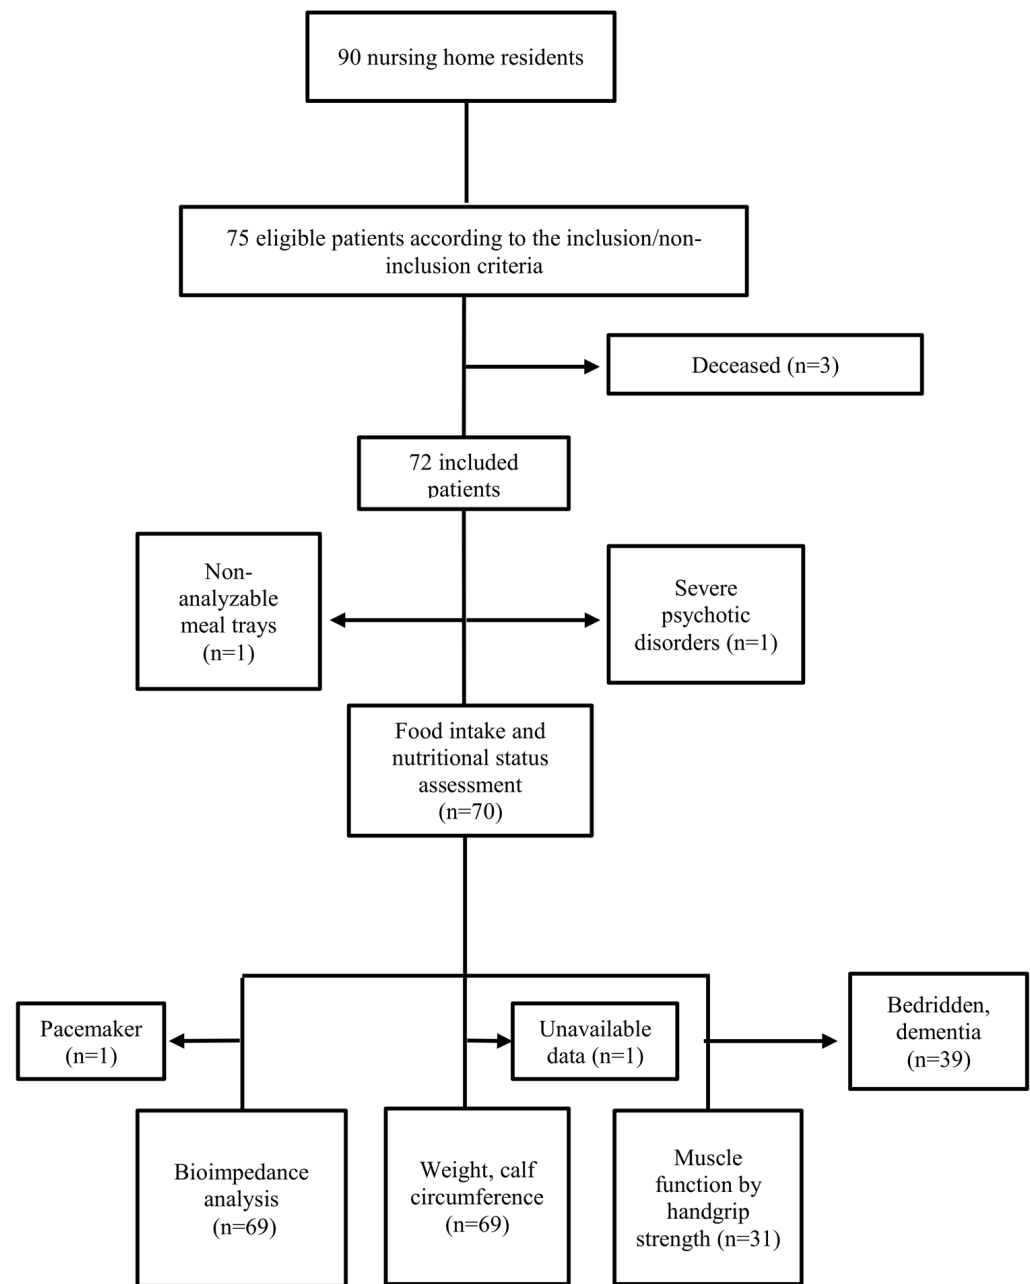 90 nursing home residents
75 eligible patients according to the inclusion/non-
inclusion criteria
Deceased (n=3)
72 included
patients
Non-
analyzable
meal trays
(n=1)
Severe
psychotic
disorders (n=1)
Food intake and
nutritional status
assessment
(n=70)
Pacemaker
(n=1)
Unavailable
data (n=1)
Bedridden,
dementia
(n=39)
Bioimpedance
analysis
(n=69)
Weight, calf
circumference
(n=69)
Muscle
function by
handgrip
strength (n=31)